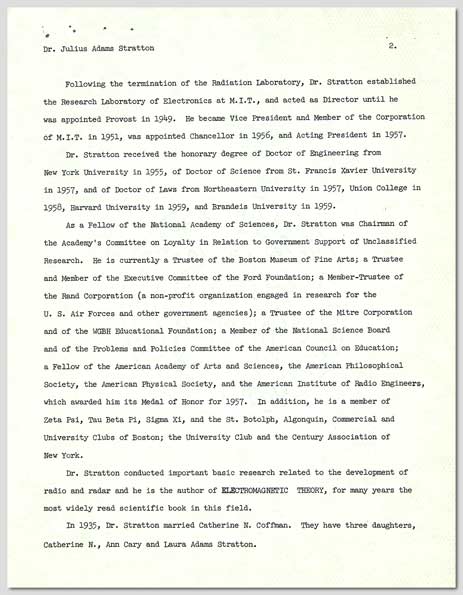 Dr. Julius Adams Stratton 2.
Following the termination of the Radiation Laboratory, Dr. Stratton established
the Research Laboratory of Electronics at M.I.T., and acted as Director until he
was appointed Provost in 1949. He became Vice President and Member of the Corporation
of M.I.T. in 1951, was appointed Chancellor in 1956, and Acting President in 1957.
Dr. Stratton received the honorary degree of Doctor of Engineering from
New York University in 1955, of Doctor of Science from St. Francis Xavier University
in 1957, and of Doctor of Laws from Northeastern University in 1957, Union College in
1958, Harvard University in 1959, and Brandeis University in 1959.
As a Fellow of the National Academy of Sciences, Dr. Stratton was Chairman of
the Academy's Committee on Loyalty in Relation to Government Support of Unclassified
Research. He is currently a Trustee of the Boston Museum of Fine Arts; a Trustee
and Member of the Executive Committee of the Ford Foundation; a Member-Trustee of
the Rand Corporation (a non-profit organization engaged in research for the
U. S. Air Forces and other government agencies); a Trustee of the Mitre Corporation
and of the WGBH Educational Foundation; a Member of the National Science Board
and of the Problems and Policies Committee of the American Council on Education;
a Fellow of the American Academy of Arts and Sciences, the American Philosophical
Society, the American Physical Society, and the American Institute of Radio Engineers,
which awarded him its Medal of Honor for 1957. In addition, he is a member of
Zeta Psi, Tau Beta Pi, Sigma Xi, and the St. Botolph, Algonquin, Commercial and
University Clubs of Boston; the University Club and the Century Association of
New York.
Dr. Stratton conducted important basic research related to the development of
radio and radar and he is the author of ELECTROMAGNETIC THEORY, for many years the
most widely read scientific book in this field.
In 1935, Dr. Stratton married Catherine N. Coffman. They have three daughters,
Catherine N., Ann Cary and Laura Adams Stratton.